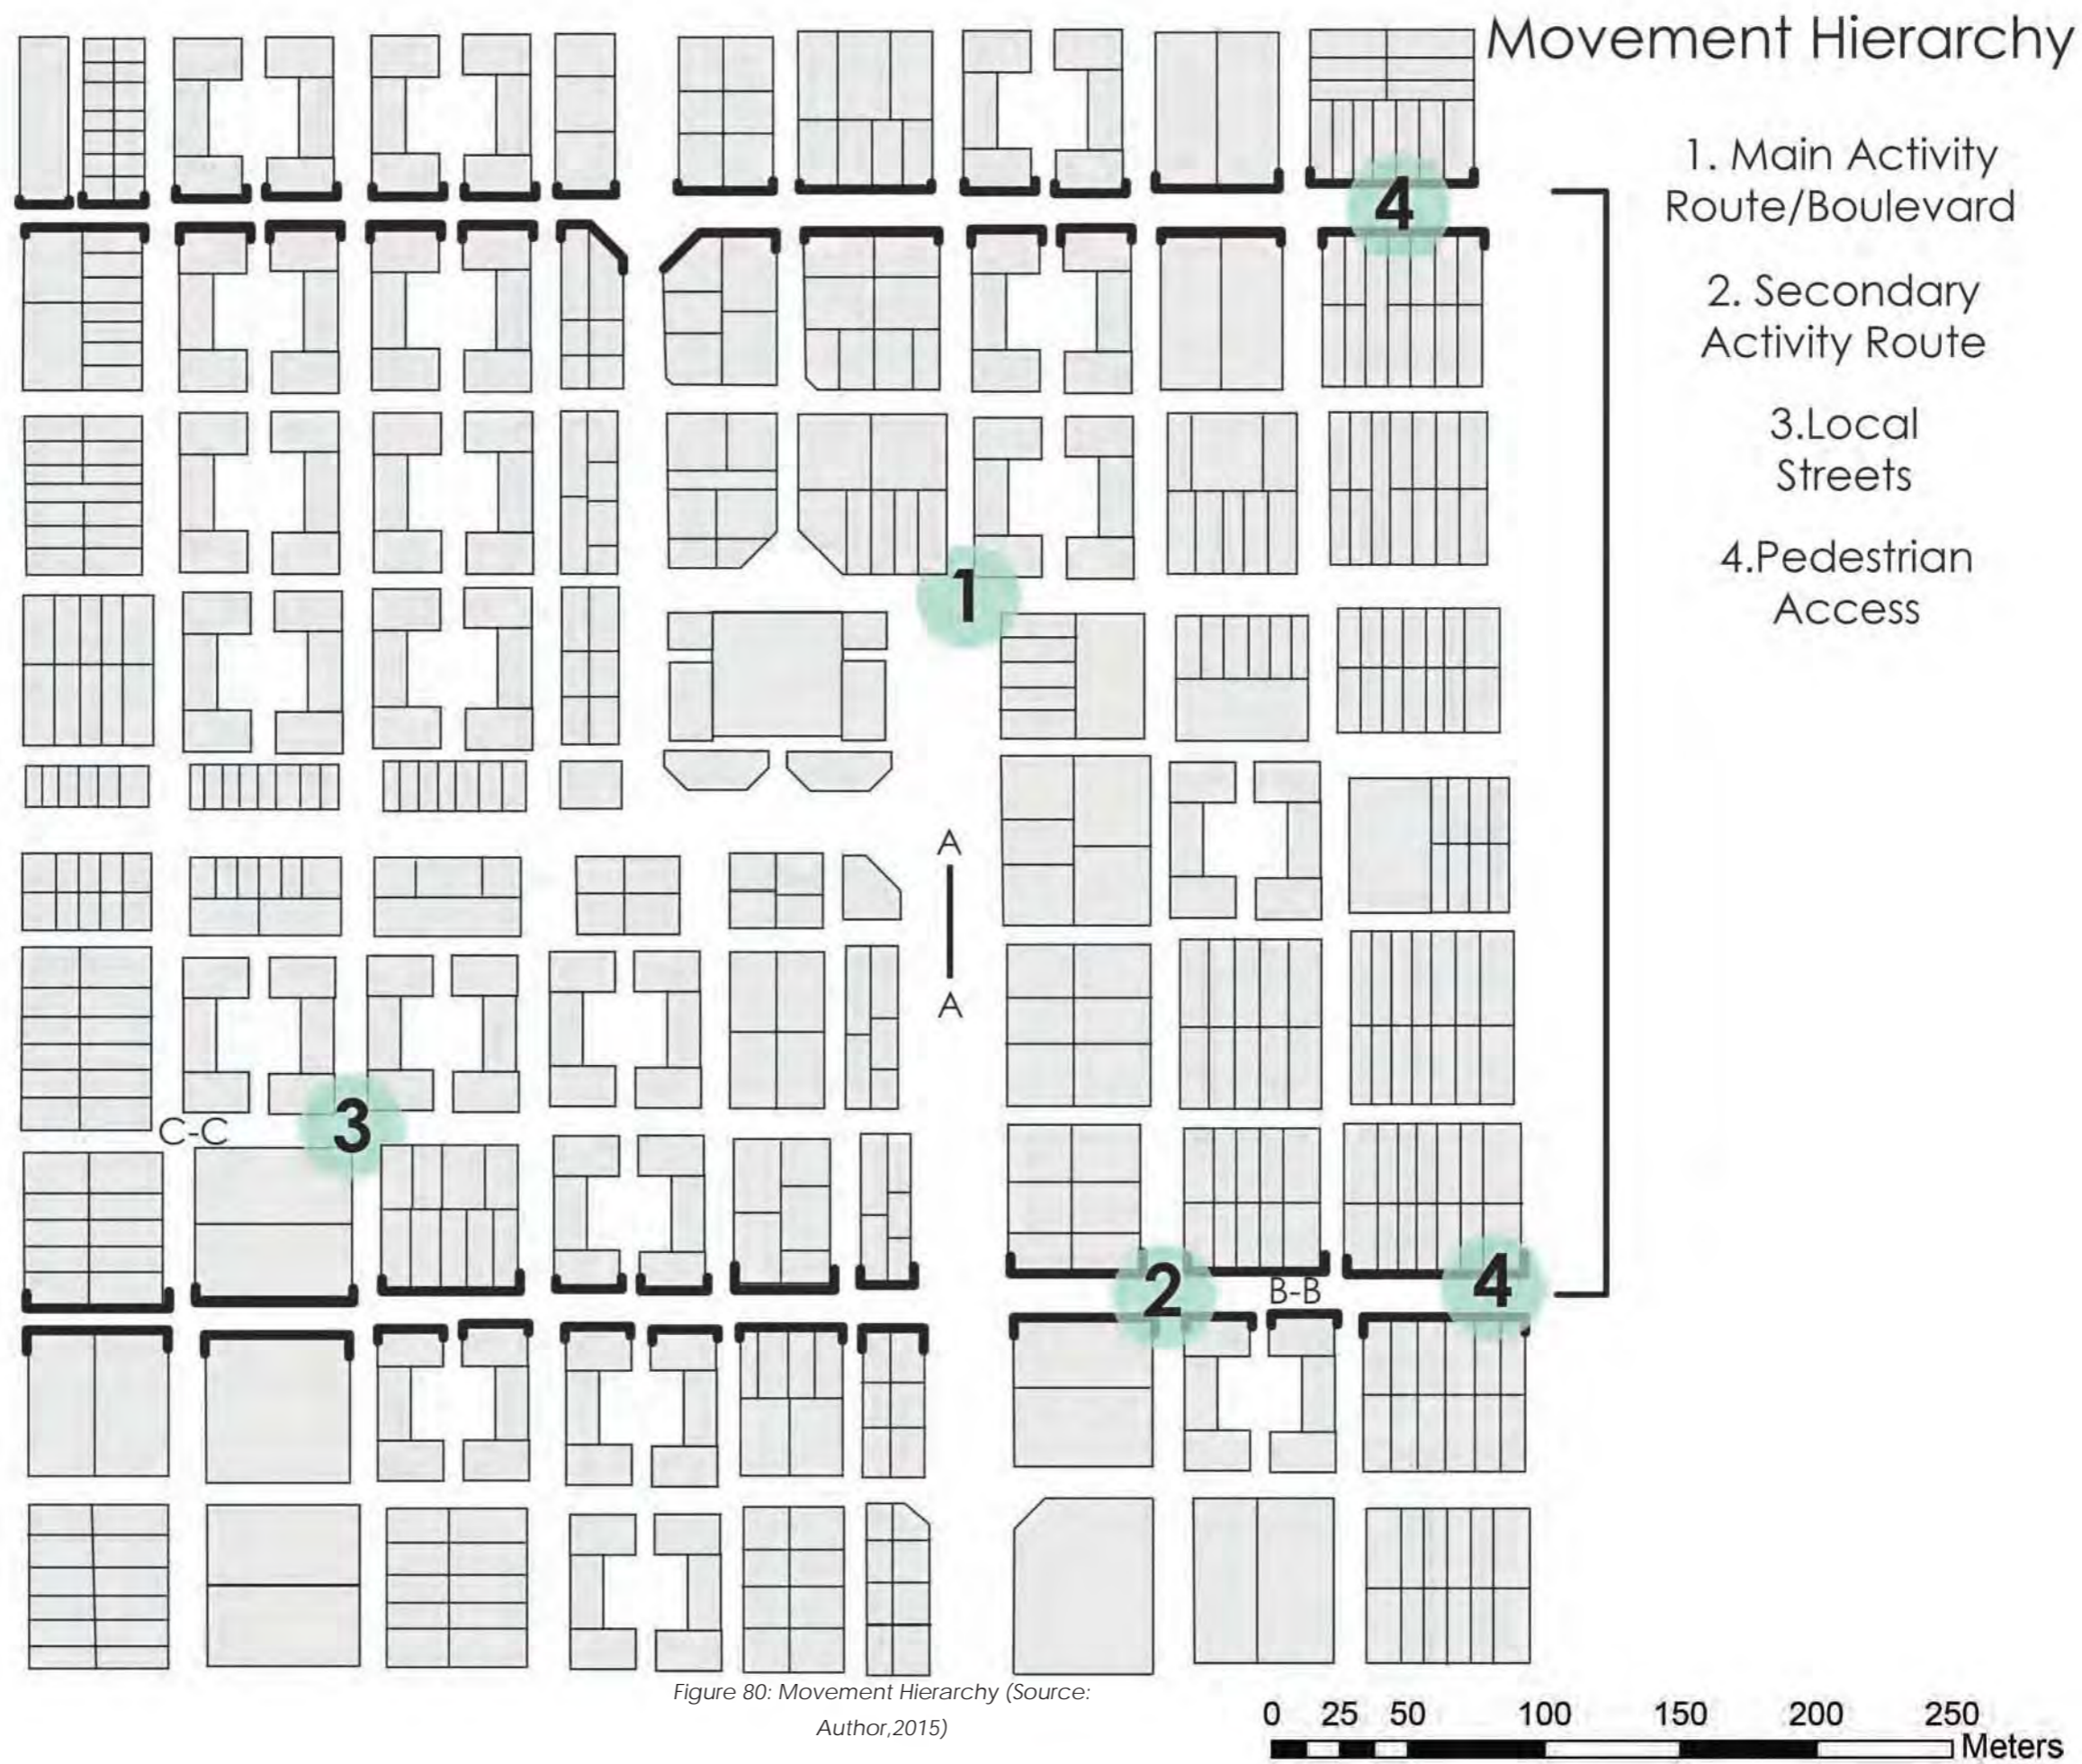 Movement Hierarchy
1. Main Activity
Route/Boulevard
2. Secondary
Activity Route
3.Local
Streets
4.Pedestrian
Access
4
1
A
A
3
C-C
2
B-B
4
Figure 80: Movement Hierarchy (Source:
Author,2015)
0 25 50 100 150 200 250
Meters